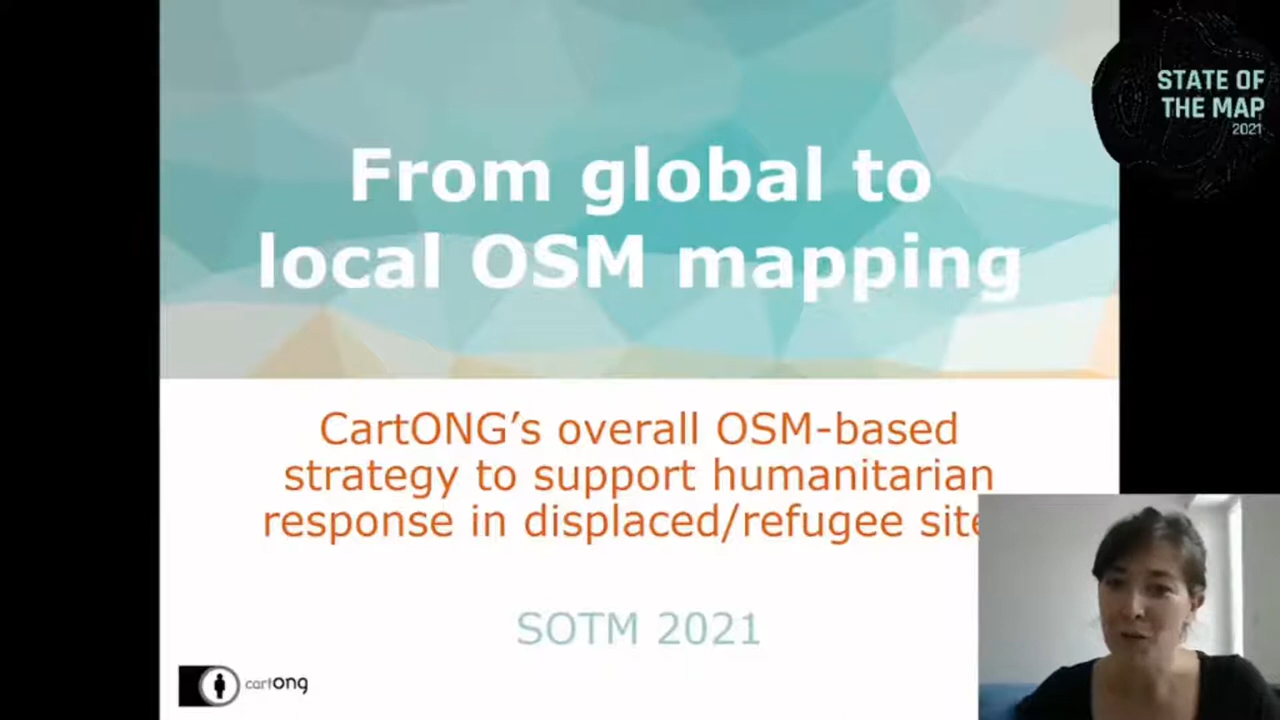 STATE OF
THE MAP
2021
From global to
local OSM mapping
CartONG's overall OSM-based
strategy to support humanitarian
response in displaced/refugee site
SOTM 2021
cartong